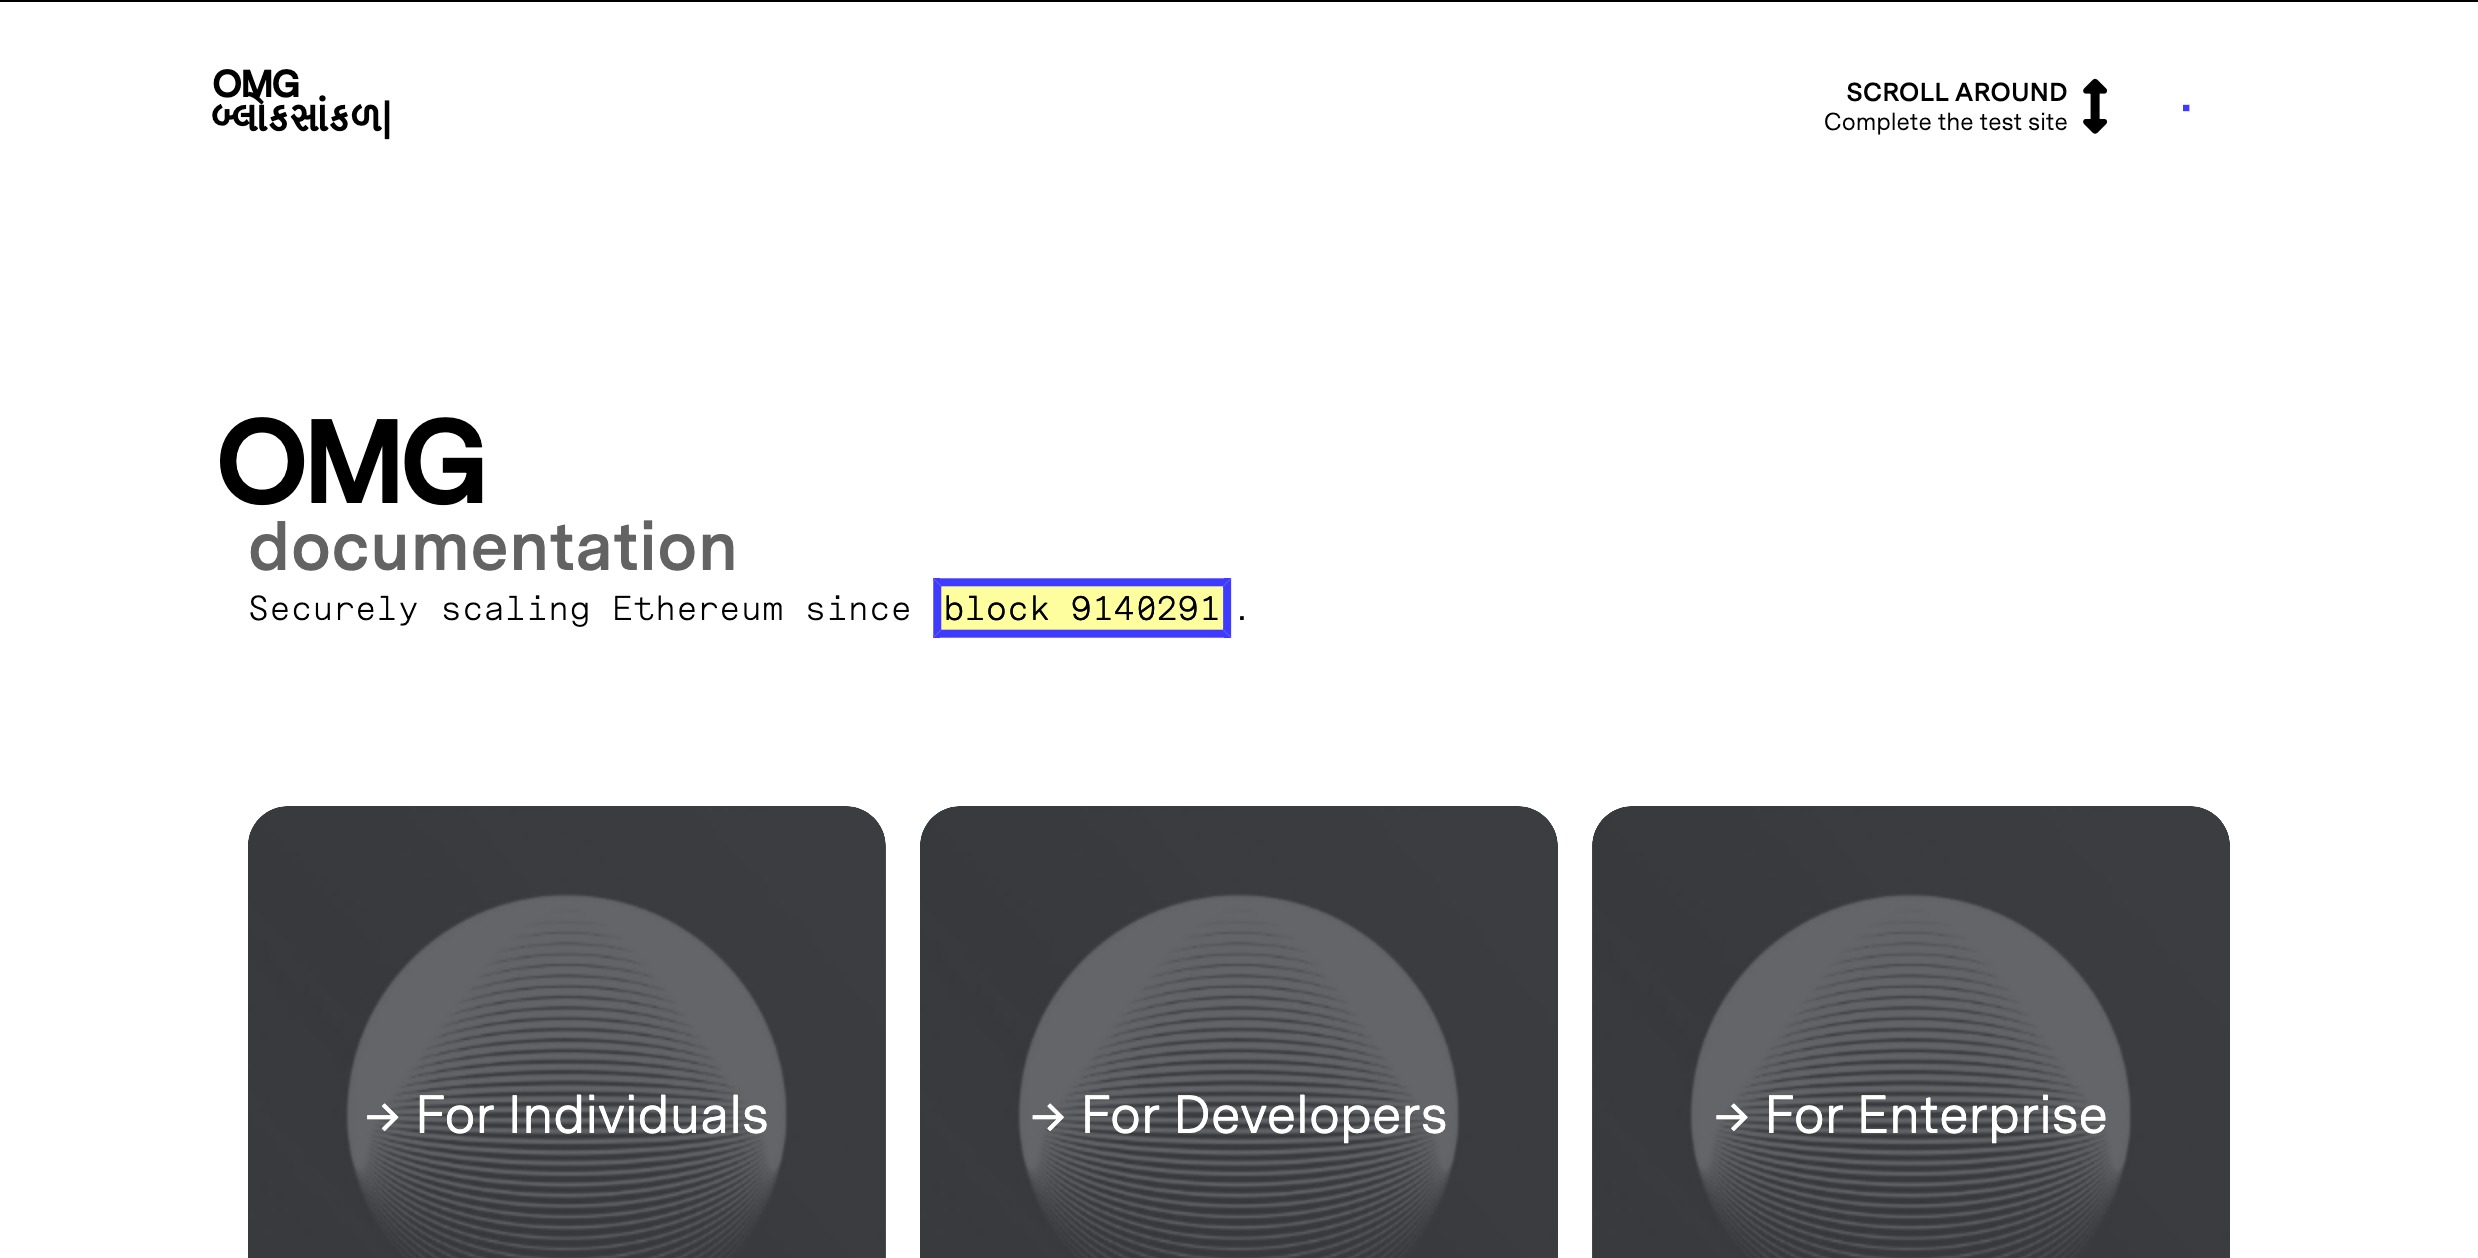 OMG
બ્લોકસાંકળ|
SCROLL AROUND
Complete the test site
OMG
documentation
Securely scaling Ethereum since block 9140291.
→ For Individuals
→ For Developers
→ For Enterprise